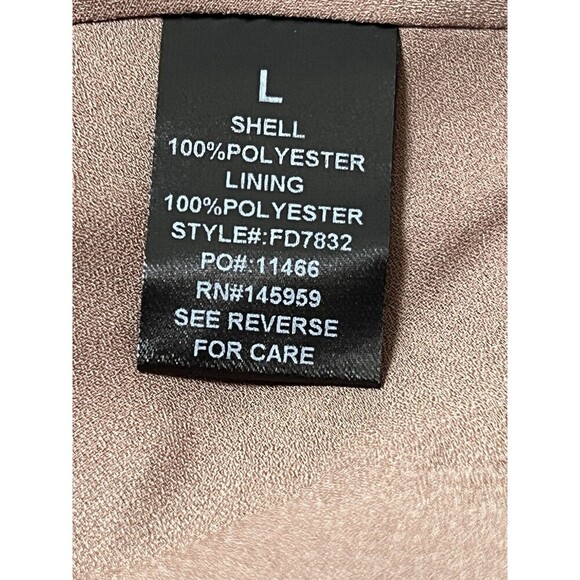 L
SHELL
100%POLYESTER
LINING
100%POLYESTER
STYLE#:FD7832
PO#:11466
RN#145959
SEE REVERSE
FOR CARE